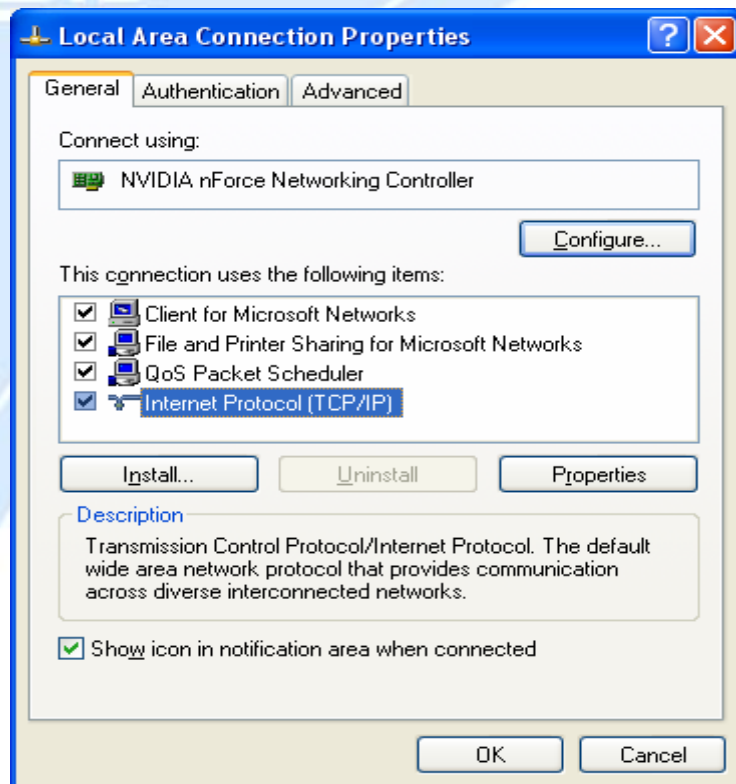 Local Area Connection Properties
General Authentication Advanced
Connect using:
NVIDIA nForce Networking Controller
Configure...
This connection uses the following items:
Client for Microsoft Networks
File and Printer Sharing for Microsoft Networks
QoS Packet Scheduler
Internet Protocol (TCP/IP)
Install... Uninstall Properties
Description
Transmission Control Protocol/Internet Protocol. The default
wide area network protocol that provides communication
across diverse interconnected networks.
Show icon in notification area when connected
OK Cancel